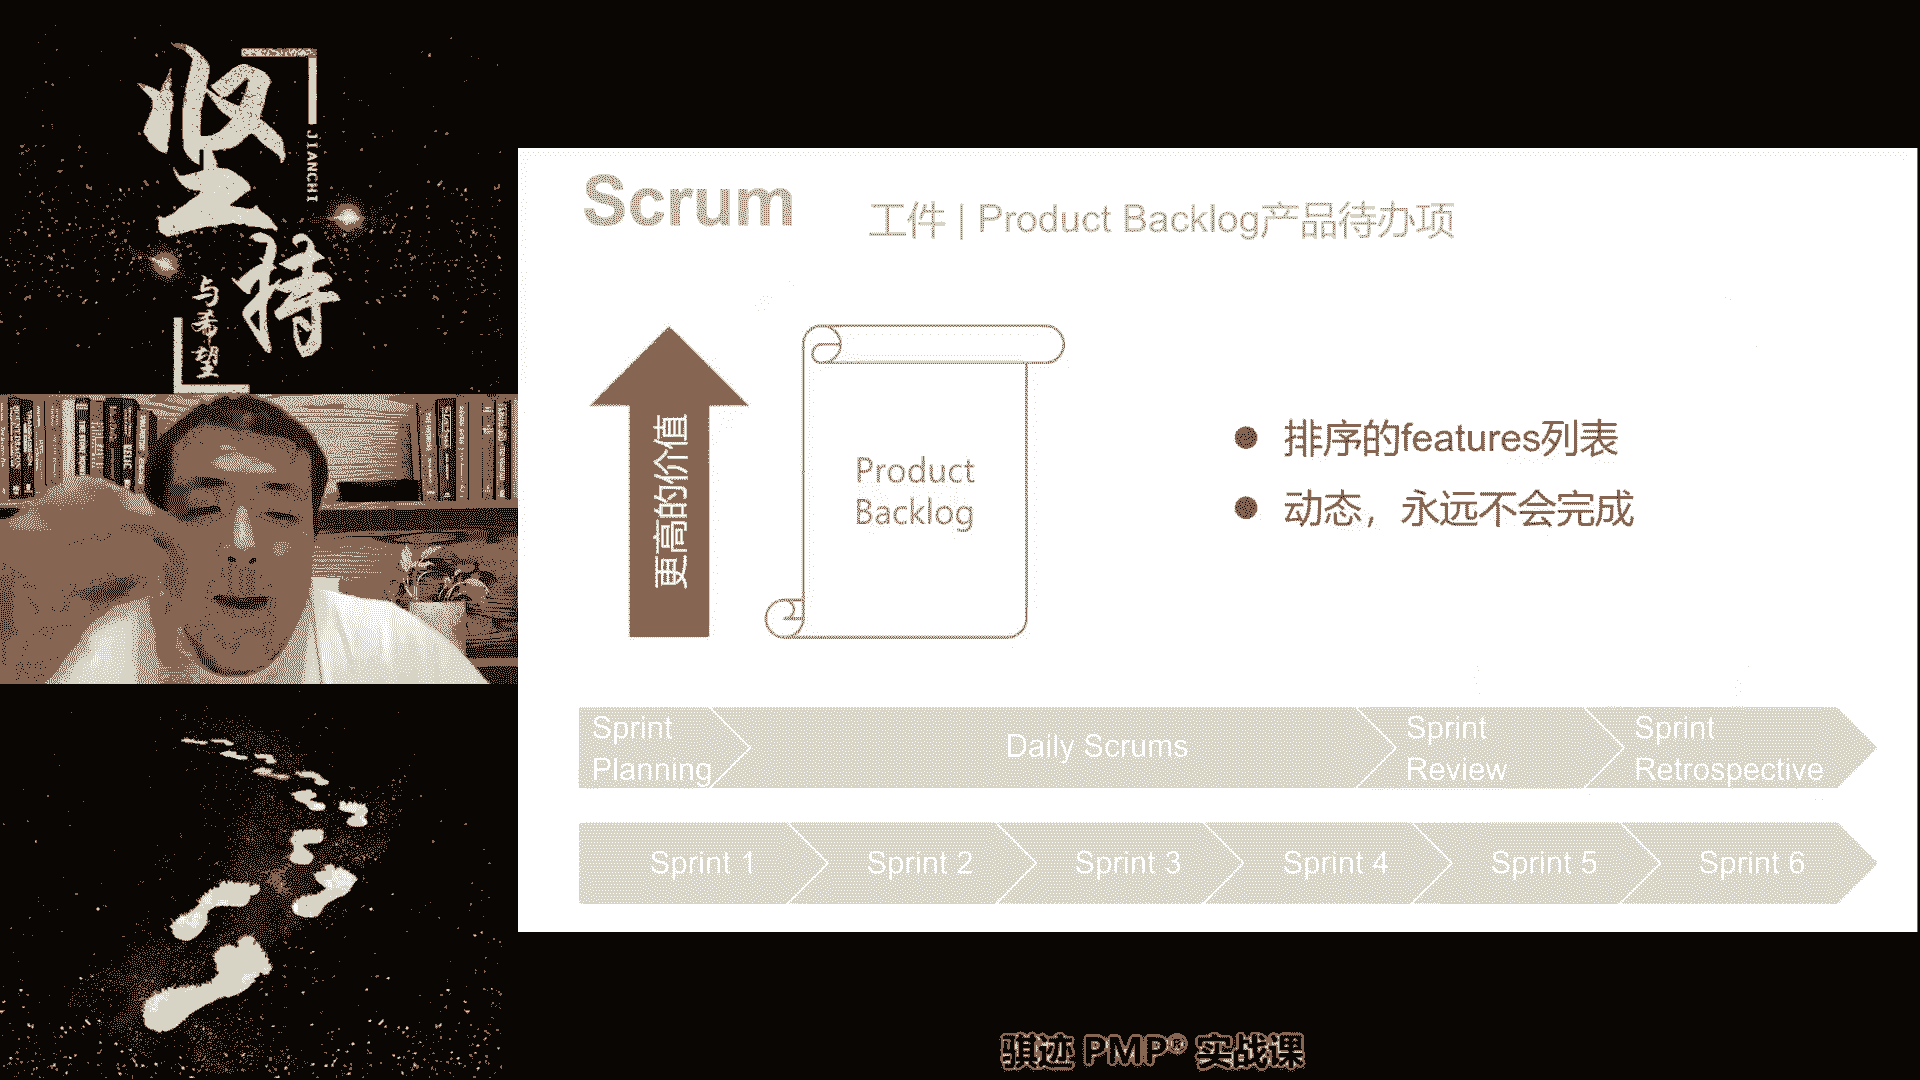 坚持
JIANCHI
与希望
Scrum
工件 | Product Backlog产品待办项
更高的价值
Product
Backlog
排序的features列表
动态，永远不会完成
Sprint
Planning
Daily Scrums
Sprint
Review
Sprint
Retrospective
Sprint 1
Sprint 2
Sprint 3
Sprint 4
Sprint 5
Sprint 6
骐迹 PMP® 实战课